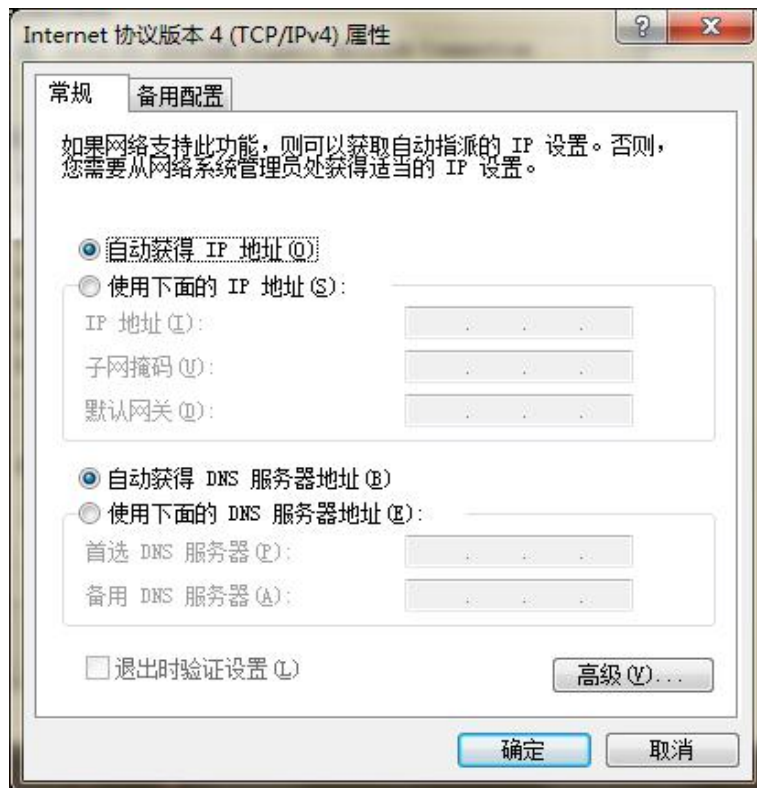 Internet 协议版本 4 (TCP/IPv4) 属性
常规
备用配置
如果网络支持此功能，则可以获取自动指派的 IP 设置。否则，
您需要从网络系统管理员处获得适当的 IP 设置。
自动获得 IP 地址(O)
使用下面的 IP 地址(S):
IP 地址(I):
子网掩码(U):
默认网关(D):
自动获得 DNS 服务器地址(B)
使用下面的 DNS 服务器地址(E):
首选 DNS 服务器(P):
备用 DNS 服务器(A):
退出时验证设置(L)
高级(V)...
确定
取消